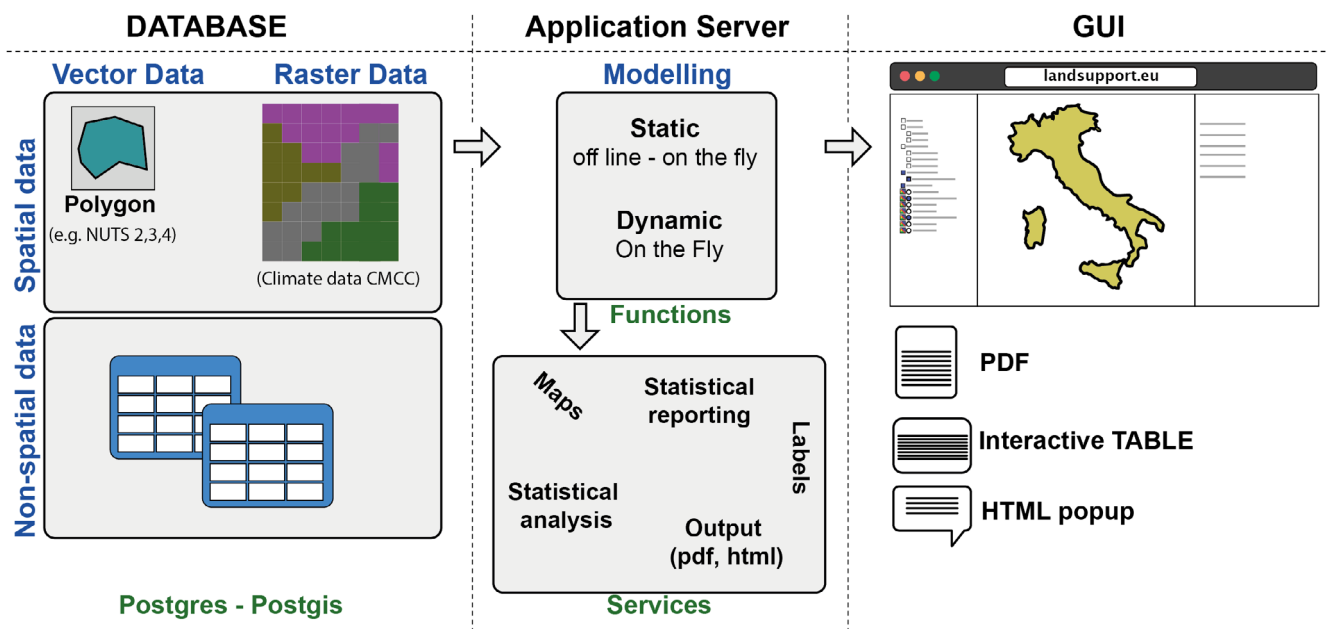 DATABASE
Vector Data
Raster Data
Spatial data
Polygon
(e.g. NUTS 2,3,4)
(Climate data CMCC)
Non-spatial data
Postgres - Postgis
Application Server
Modelling
Static
off line - on the fly
Dynamic
On the Fly
Functions
Maps
Statistical
reporting
Labels
Statistical
analysis
Output
(pdf, html)
Services
GUI
landsupport.eu
PDF
Interactive TABLE
HTML popup